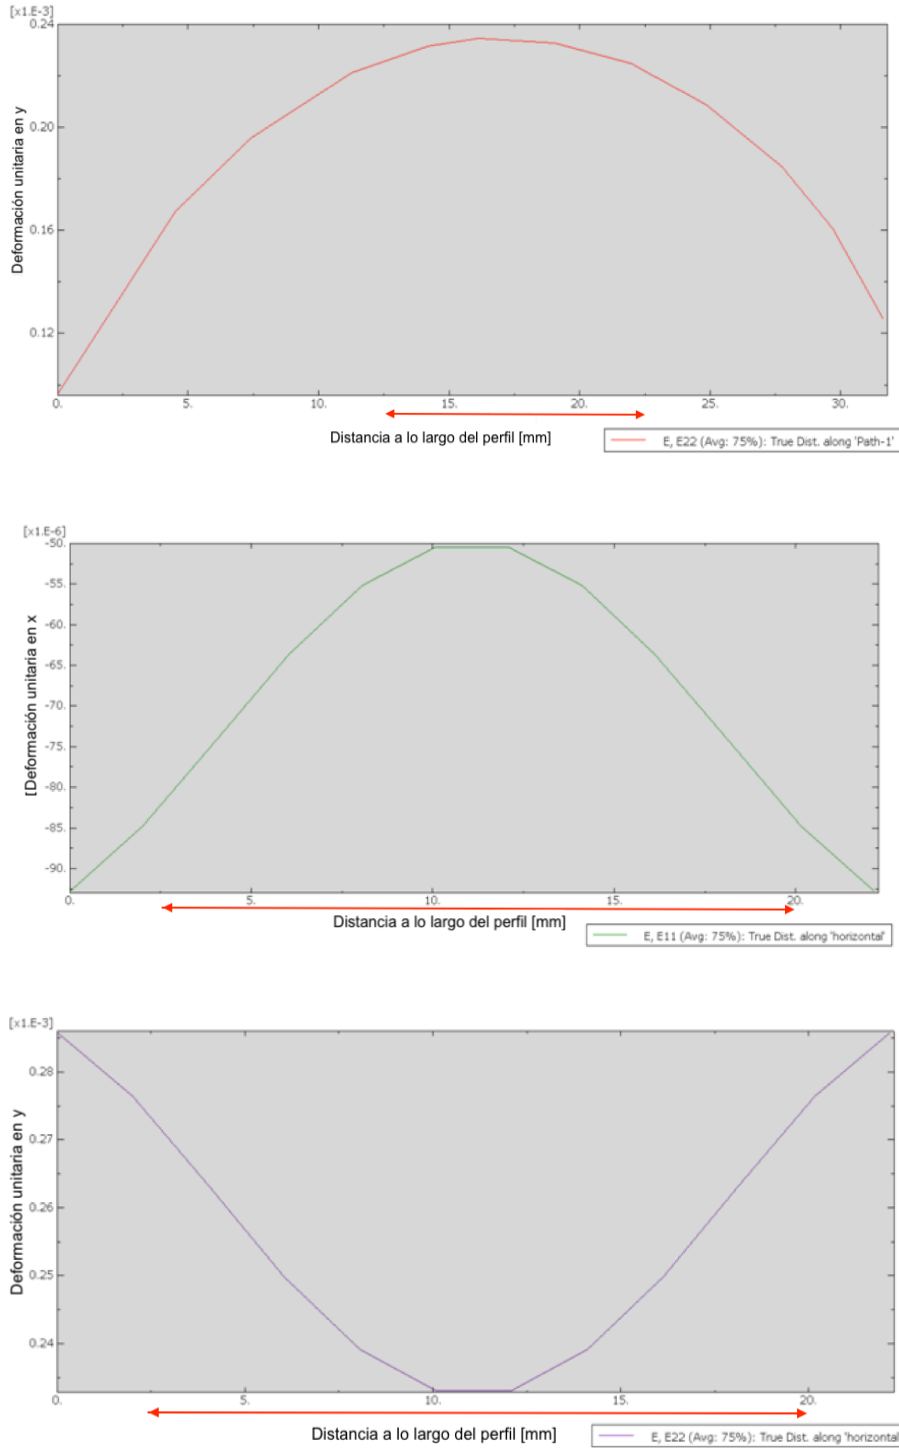 [x1.E-3]
0.24
0.20
0.16
0.12
Deformación unitaria en y
0. 5. 10. 15. 20. 25. 30.
Distancia a lo largo del perfil [mm]
E, E22 (Avg: 75%): True Dist. along 'Path-1'
[x1.E-6]
-50.
-55.
-60.
-65.
-70.
-75.
-80.
-85.
-90.
[Deformación unitaria en x
0. 5. 10. 15. 20.
Distancia a lo largo del perfil [mm]
E, E11 (Avg: 75%): True Dist. along 'horizontal'
[x1.E-3]
0.28
0.27
0.26
0.25
0.24
Deformación unitaria en y
0. 5. 10. 15. 20.
Distancia a lo largo del perfil [mm]
E, E22 (Avg: 75%): True Dist. along 'horizontal